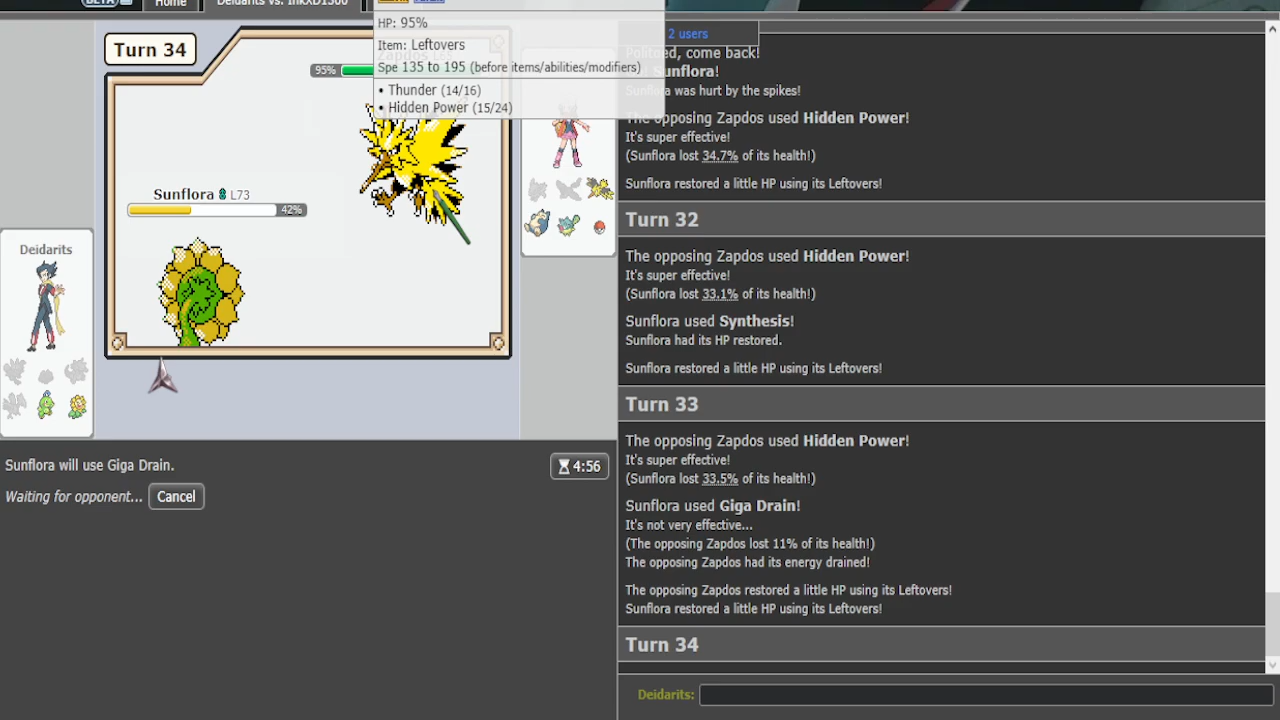 BETA
Home
Deidarits vs. InkXD1300
Turn 34
HP: 95%
Item: Leftovers
Spe 135 to 195 (before items/abilities/modifiers)
• Thunder (14/16)
• Hidden Power (15/24)
95%
Sunflora L73
42%
Deidarits
Sunflora will use Giga Drain.
4:56
Waiting for opponent... Cancel
2 users
Politoed, come back!
Sunflora!
was hurt by the spikes!
The opposing Zapdos used Hidden Power!
It's super effective!
(Sunflora lost 34.7% of its health!)
Sunflora restored a little HP using its Leftovers!
Turn 32
The opposing Zapdos used Hidden Power!
It's super effective!
(Sunflora lost 33.1% of its health!)
Sunflora used Synthesis!
Sunflora had its HP restored.
Sunflora restored a little HP using its Leftovers!
Turn 33
The opposing Zapdos used Hidden Power!
It's super effective!
(Sunflora lost 33.5% of its health!)
Sunflora used Giga Drain!
It's not very effective...
(The opposing Zapdos lost 11% of its health!)
The opposing Zapdos had its energy drained!
The opposing Zapdos restored a little HP using its Leftovers!
Sunflora restored a little HP using its Leftovers!
Turn 34
Deidarits: